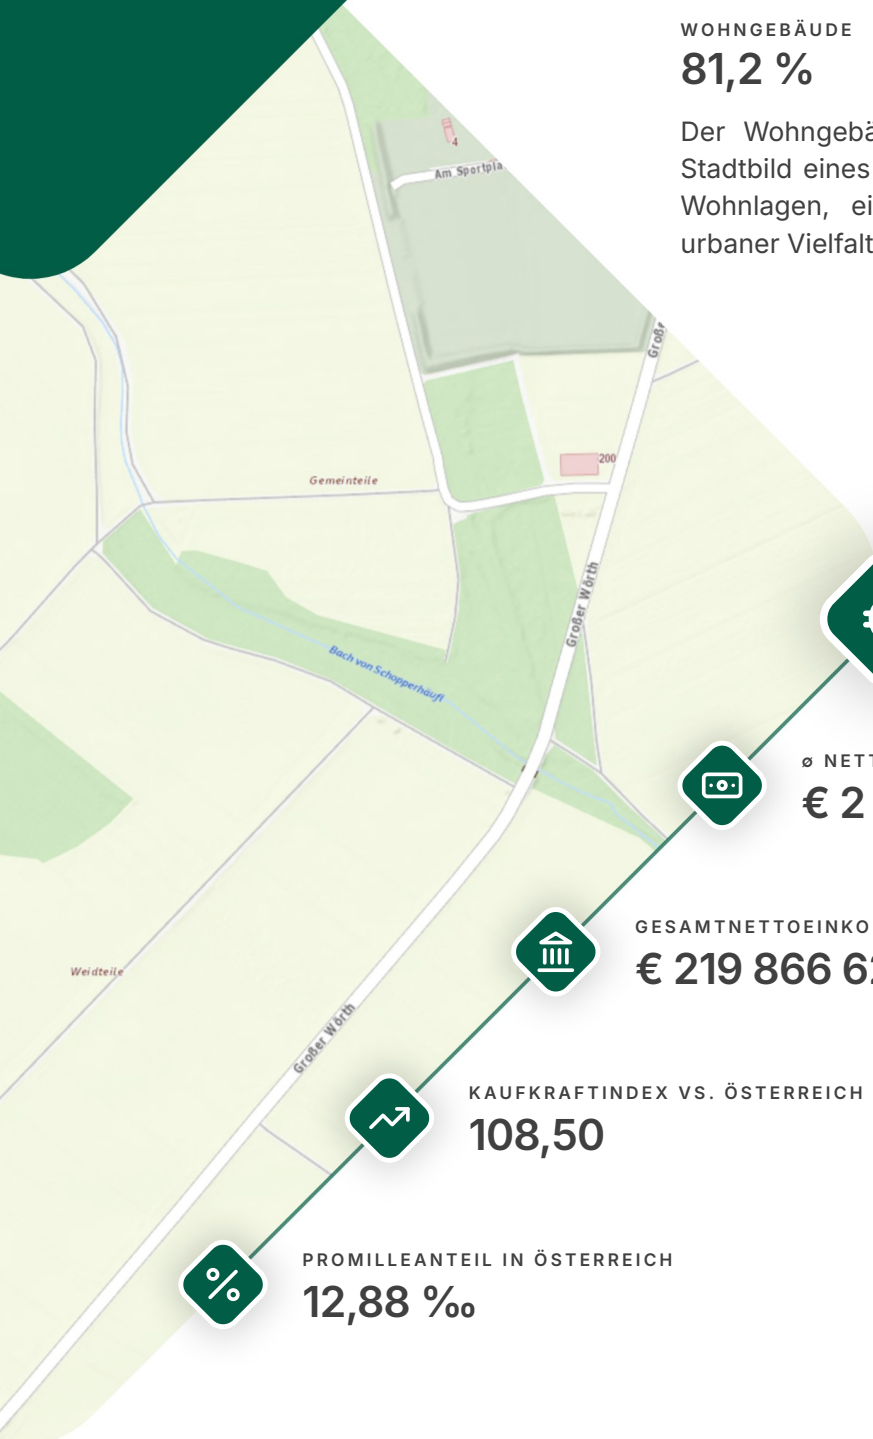 WOHNGEBÄUDE
81,2 %
Der Wohngebä
Stadtbild eines
Wohnlagen, ei
urbaner Vielfalt
4
Am Sportpla
Große
200
Gemeinteile
Großer Wörth
Bach von Schopperhäufl
ø NETT
€ 2
GESAMTNETTOEINKO
€ 219 866 6
Weidteile
Großer Wörth
KAUFKRAFTINDEX VS. ÖSTERREICH
108,50
PROMILLEANTEIL IN ÖSTERREICH
12,88 ‰